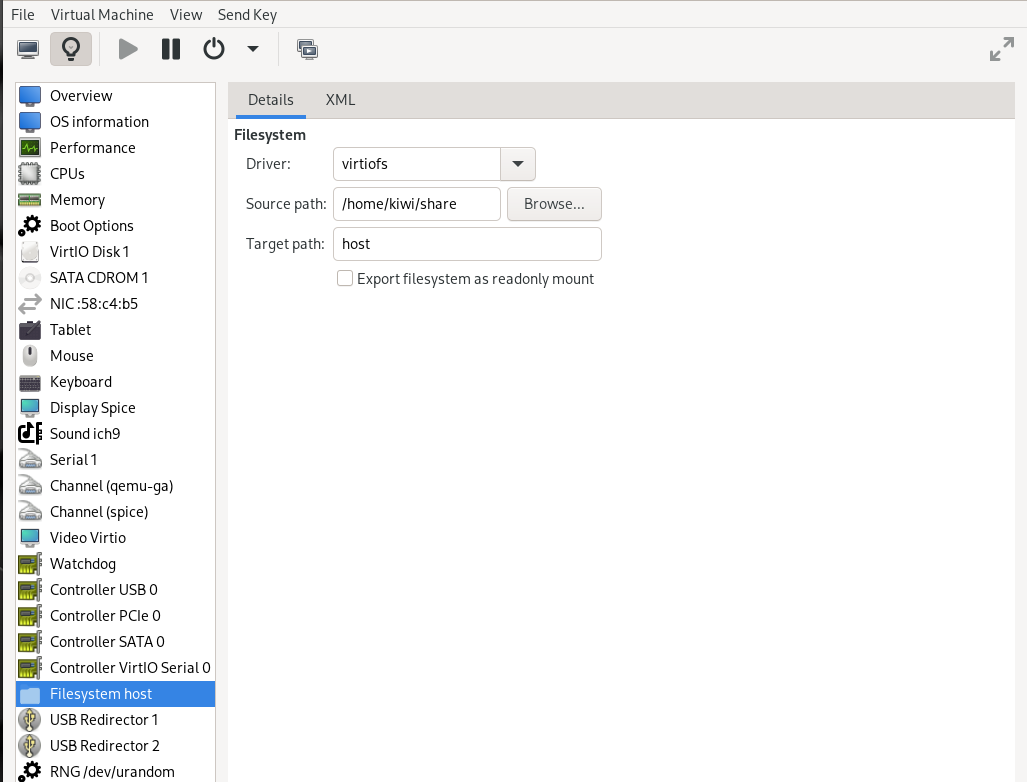 File Virtual Machine View Send Key
Overview
OS information
Performance
CPUs
Memory
Boot Options
VirtIO Disk 1
SATA CDROM 1
NIC :58:c4:b5
Tablet
Mouse
Keyboard
Display Spice
Sound ich9
Serial 1
Channel (qemu-ga)
Channel (spice)
Video Virtio
Watchdog
Controller USB 0
Controller PCIe 0
Controller SATA 0
Controller VirtIO Serial 0
Filesystem host
USB Redirector 1
USB Redirector 2
RNG /dev/urandom
Details XML
Filesystem
Driver: virtiofs
Source path: /home/kiwi/share Browse...
Target path: host
Export filesystem as readonly mount